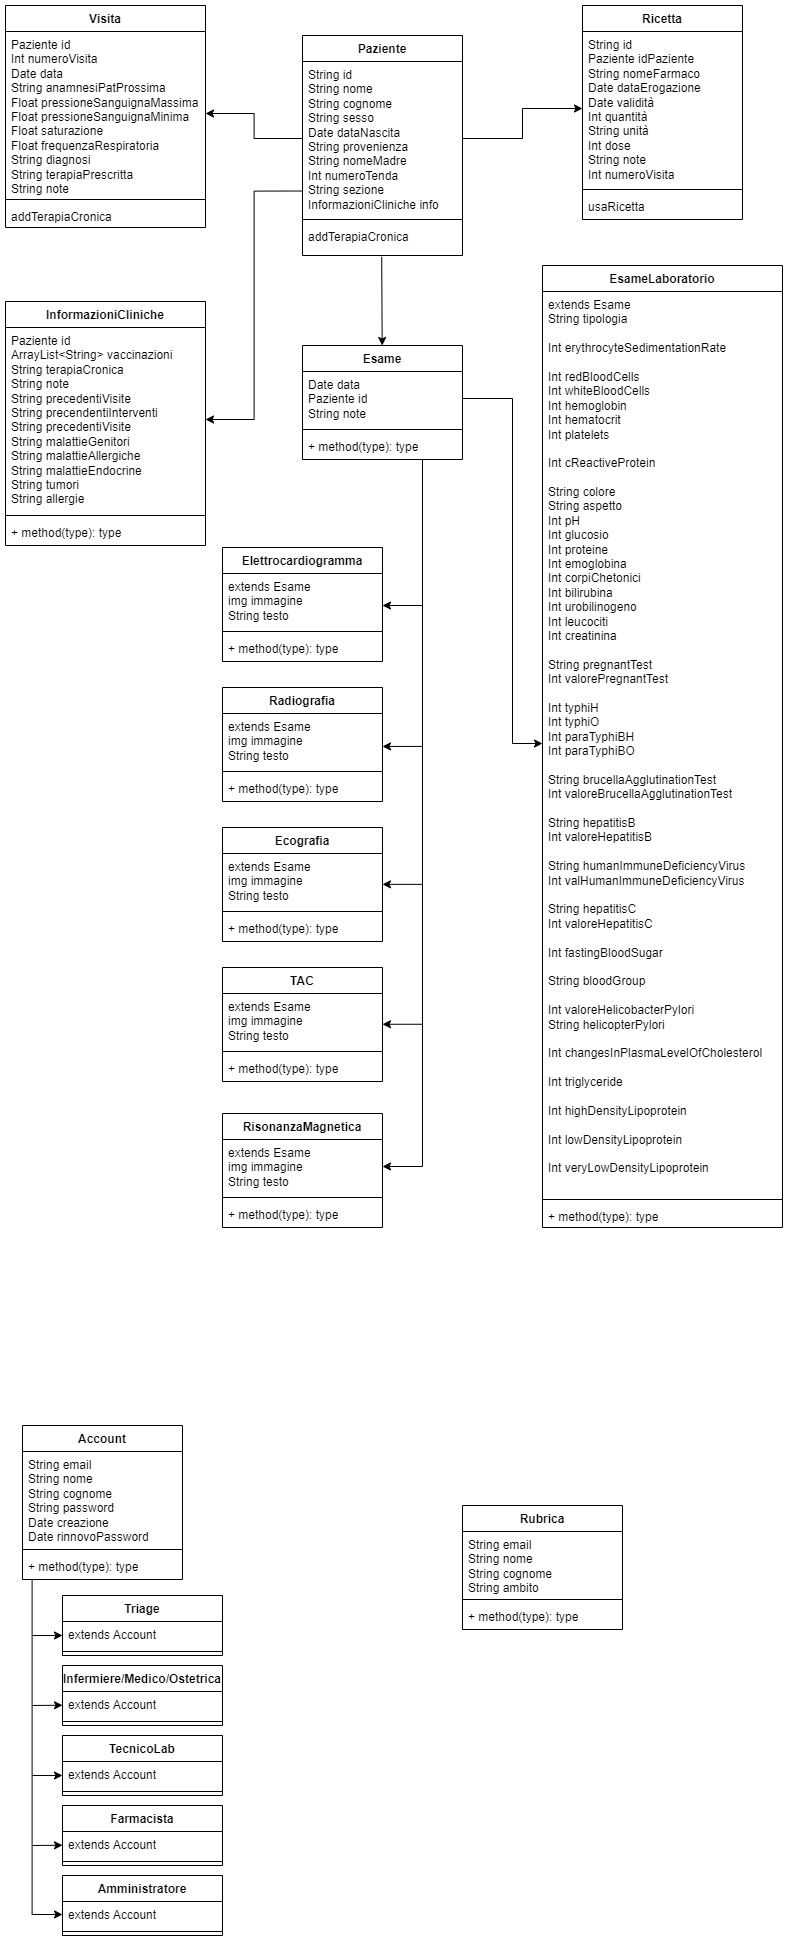 Visita
Paziente id
Int numeroVisita
Date data
String anamnesiPatProssima
Float pressioneSanguignaMassima
Float pressioneSanguignaMinima
Float saturazione
Float frequenzaRespiratoria
String diagnosi
String terapiaPrescritta
String note
addTerapiaCronica
Paziente
String id
String nome
String cognome
String sesso
Date dataNascita
String provenienza
String nomeMadre
Int numeroTenda
String sezione
InformazioniCliniche info
addTerapiaCronica
Ricetta
String id
Paziente idPaziente
String nomeFarmaco
Date dataErogazione
Date validità
Int quantità
String unità
Int dose
String note
Int numeroVisita
usaRicetta
InformazioniCliniche
Paziente id
ArrayList<String> vaccinazioni
String terapiaCronica
String note
String precedentiVisite
String precendentiInterventi
String precedentiVisite
String malattieGenitori
String malattieAllergiche
String malattieEndocrine
String tumori
String allergie
+ method(type): type
Esame
Date data
Paziente id
String note
+ method(type): type
EsameLaboratorio
extends Esame
String tipologia
Int erythrocyteSedimentationRate
Int redBloodCells
Int whiteBloodCells
Int hemoglobin
Int hematocrit
Int platelets
Int cReactiveProtein
String colore
String aspetto
Int pH
Int glucosio
Int proteine
Int emoglobina
Int corpiChetonici
Int bilirubina
Int urobilinogeno
Int leucociti
Int creatinina
String pregnantTest
Int valorePregnantTest
Int typhiH
Int typhiO
Int paraTyphiBH
Int paraTyphiBO
String brucellaAgglutinationTest
Int valoreBrucellaAgglutinationTest
String hepatitisB
Int valoreHepatitisB
String humanImmuneDeficiencyVirus
Int valHumanImmuneDeficiencyVirus
String hepatitisC
Int valoreHepatitisC
Int fastingBloodSugar
String bloodGroup
Int valoreHelicobacterPylori
String helicopterPylori
Int changesInPlasmaLevelOfCholesterol
Int triglyceride
Int highDensityLipoprotein
Int lowDensityLipoprotein
Int veryLowDensityLipoprotein
+ method(type): type
Elettrocardiogramma
extends Esame
img immagine
String testo
+ method(type): type
Radiografia
extends Esame
img immagine
String testo
+ method(type): type
Ecografia
extends Esame
img immagine
String testo
+ method(type): type
TAC
extends Esame
img immagine
String testo
+ method(type): type
RisonanzaMagnetica
extends Esame
img immagine
String testo
+ method(type): type
Account
String email
String nome
String cognome
String password
Date creazione
Date rinnovoPassword
+ method(type): type
Triage
extends Account
Infermiere/Medico/Ostetrica
extends Account
TecnicoLab
extends Account
Farmacista
extends Account
Amministratore
extends Account
Rubrica
String email
String nome
String cognome
String ambito
+ method(type): type